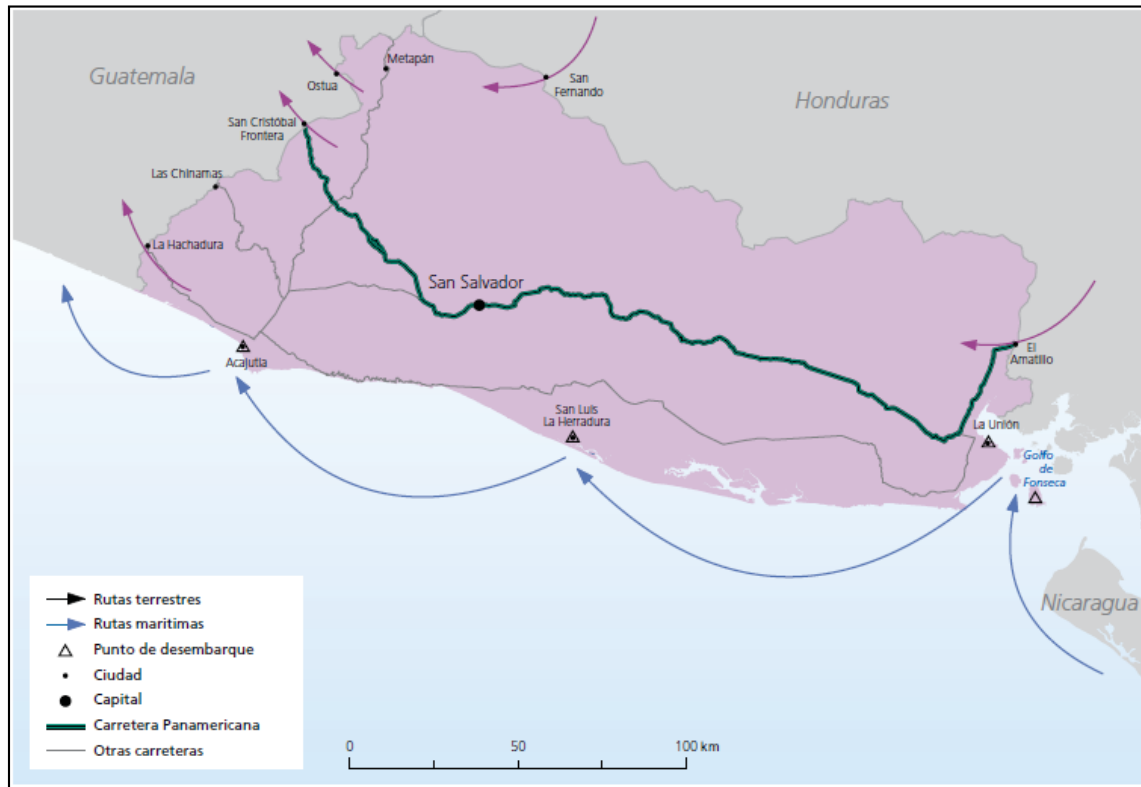 Guatemala
Honduras
Metapán
Ostua
San
Fernando
San Cristóbal
Frontera
Las Chinamas
La Hachadura
San Salvador
El
Amatillo
Acajutla
San Luis
La Herradura
La Unión
Golfo
de
Fonseca
Nicaragua
Rutas terrestres
Rutas maritimas
Punto de desembarque
Ciudad
Capital
Carretera Panamericana
Otras carreteras
0 50 100 km